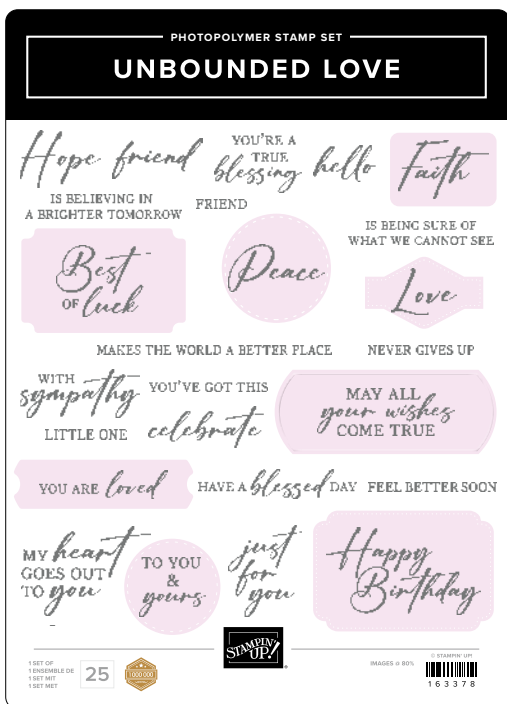 PHOTOPOLYMER STAMP SET
UNBOUNDED LOVE
Hope
friend
YOU'RE A
TRUE
blessing
hello
Faith
IS BELIEVING IN
A BRIGHTER TOMORROW
FRIEND
IS BEING SURE OF
WHAT WE CANNOT SEE
Best
OF luck
Peace
Love
MAKES THE WORLD A BETTER PLACE
NEVER GIVES UP
WITH
sympathy
YOU'VE GOT THIS
LITTLE ONE
celebrate
MAY ALL
your wishes
COME TRUE
YOU ARE loved
HAVE A blessed DAY
FEEL BETTER SOON
MY heart
GOES OUT
TO you
TO YOU
&
yours
just
for
you
Happy
Birthday
STAMPIN' UP!
1 SET OF
1 ENSEMBLE DE
1 SET MIT
1 SET MET
25
1 000 000
IMAGES @ 80%
© STAMPIN' UP!
163378